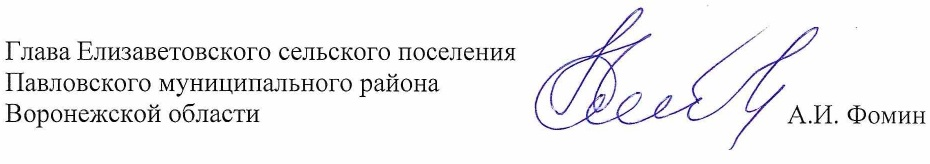 Глава Елизаветовского сельского поселения
Павловского муниципального района
Воронежской области А.И. Фомин